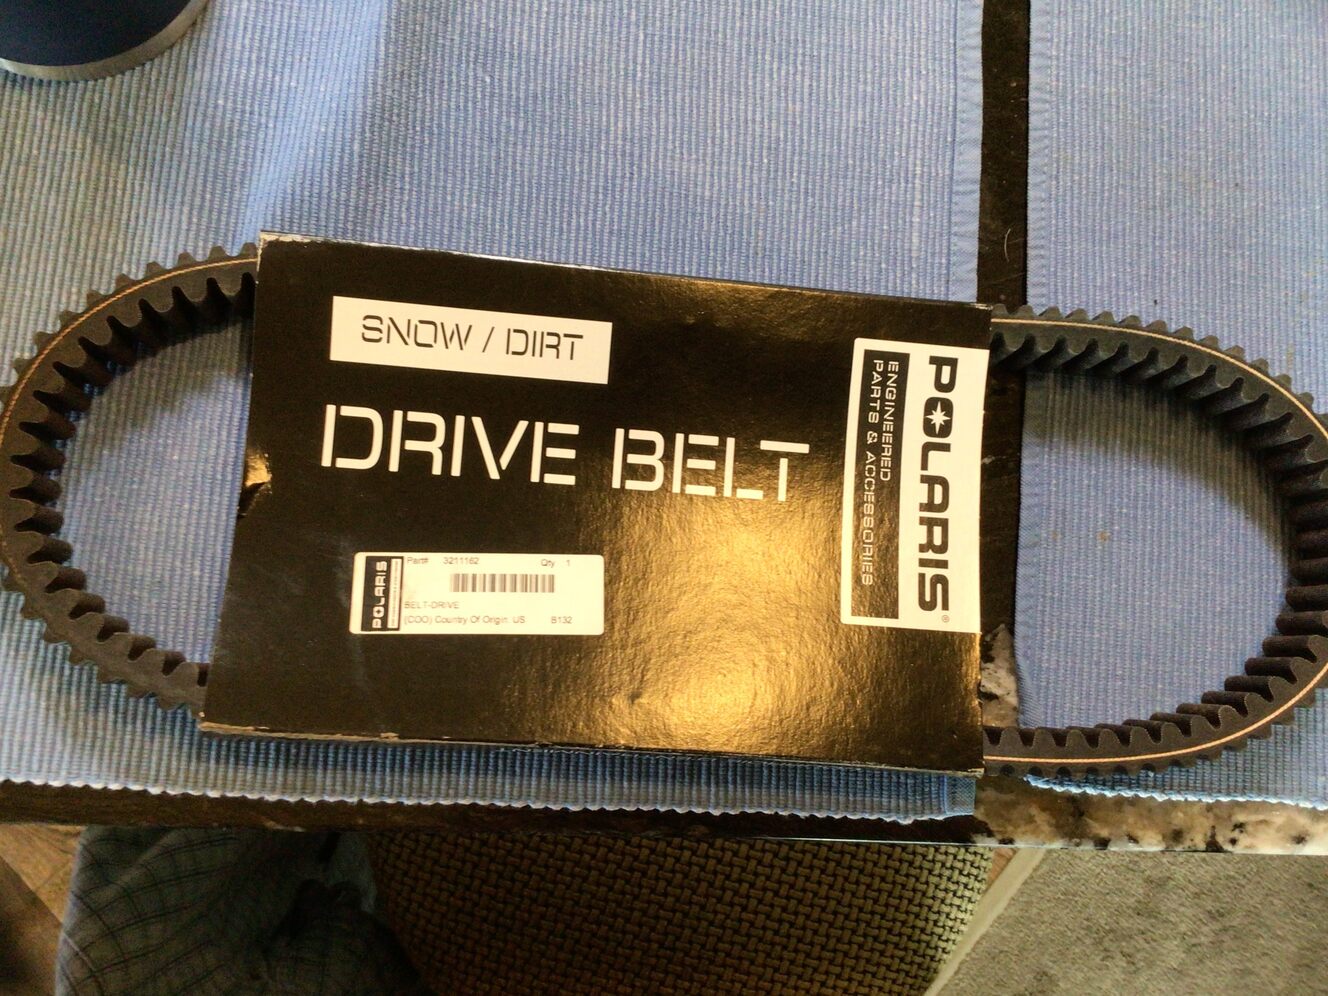 SNOW / DIRT
DRIVE BELT
POLARIS®
ENGINEERED
PARTS & ACCESSORIES
POLARIS
Part# 3211162 Qty 1
BELT-DRIVE
(COO) Country Of Origin: US B132